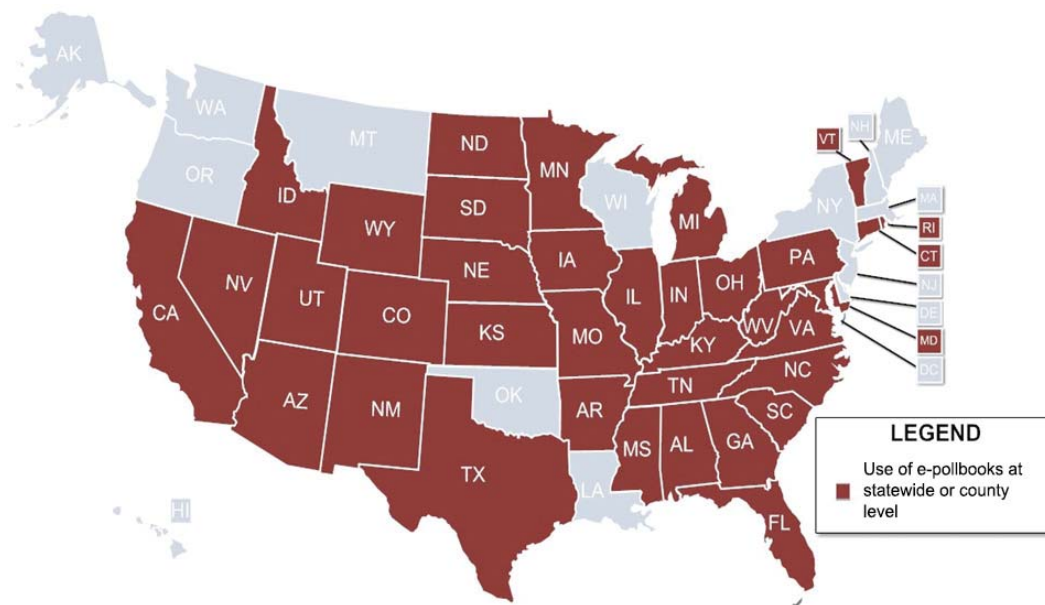 AK
WA
MT
ND
MN
VT
NH
ME
OR
ID
SD
WI
MI
NY
MA
RI
WY
CT
NV
NE
IA
PA
NJ
CA
UT
CO
IL
IN
OH
DE
KS
MO
KY
WV
VA
MD
DC
AZ
NM
OK
AR
TN
NC
SC
TX
MS
AL
GA
LA
FL
HI
LEGEND
Use of e-pollbooks at
statewide or county
level